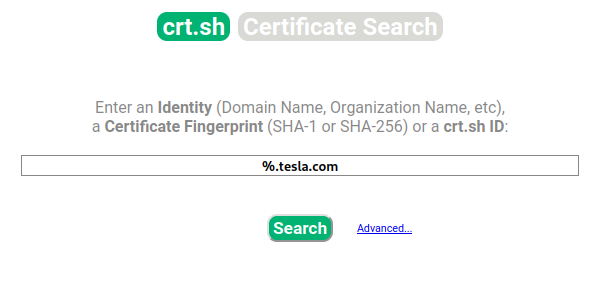 crt.sh Certificate Search
Enter an Identity (Domain Name, Organization Name, etc),
a Certificate Fingerprint (SHA-1 or SHA-256) or a crt.sh ID:
%.tesla.com
Search Advanced...